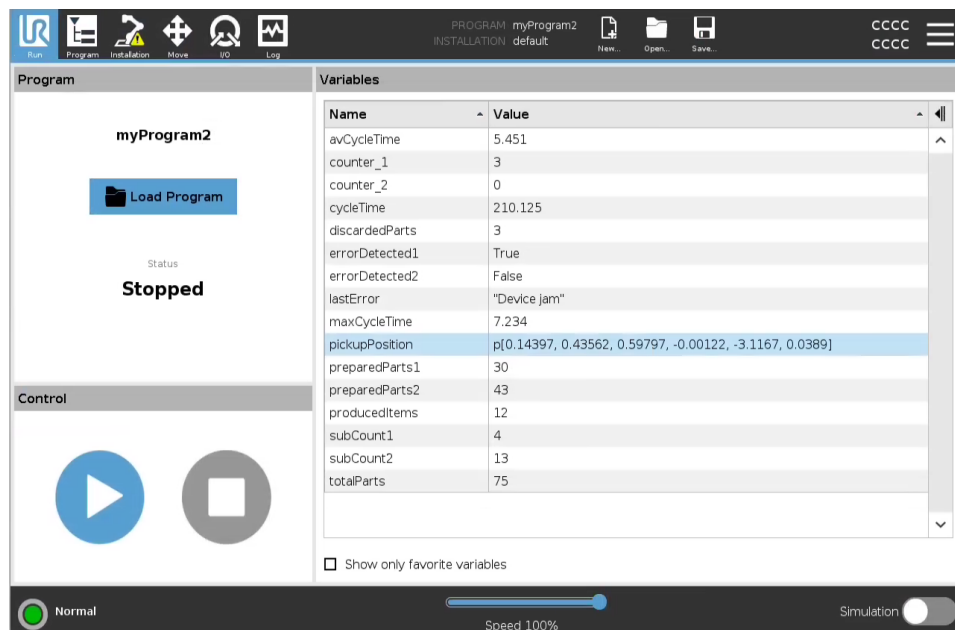 UR
PROGRAM myProgram2
INSTALLATION default
CCCC
CCCC
Run Program Installation Move I/O Log New... Open... Save...
Program
myProgram2
Load Program
Status
Stopped
Control
Variables
Name Value
avCycleTime 5.451
counter_1 3
counter_2 0
cycleTime 210.125
discardedParts 3
errorDetected1 True
errorDetected2 False
lastError "Device jam"
maxCycleTime 7.234
pickupPosition p[0.14397, 0.43562, 0.59797, -0.00122, -3.1167, 0.0389]
preparedParts1 30
preparedParts2 43
producedItems 12
subCount1 4
subCount2 13
totalParts 75
Show only favorite variables
Normal
Speed 100%
Simulation